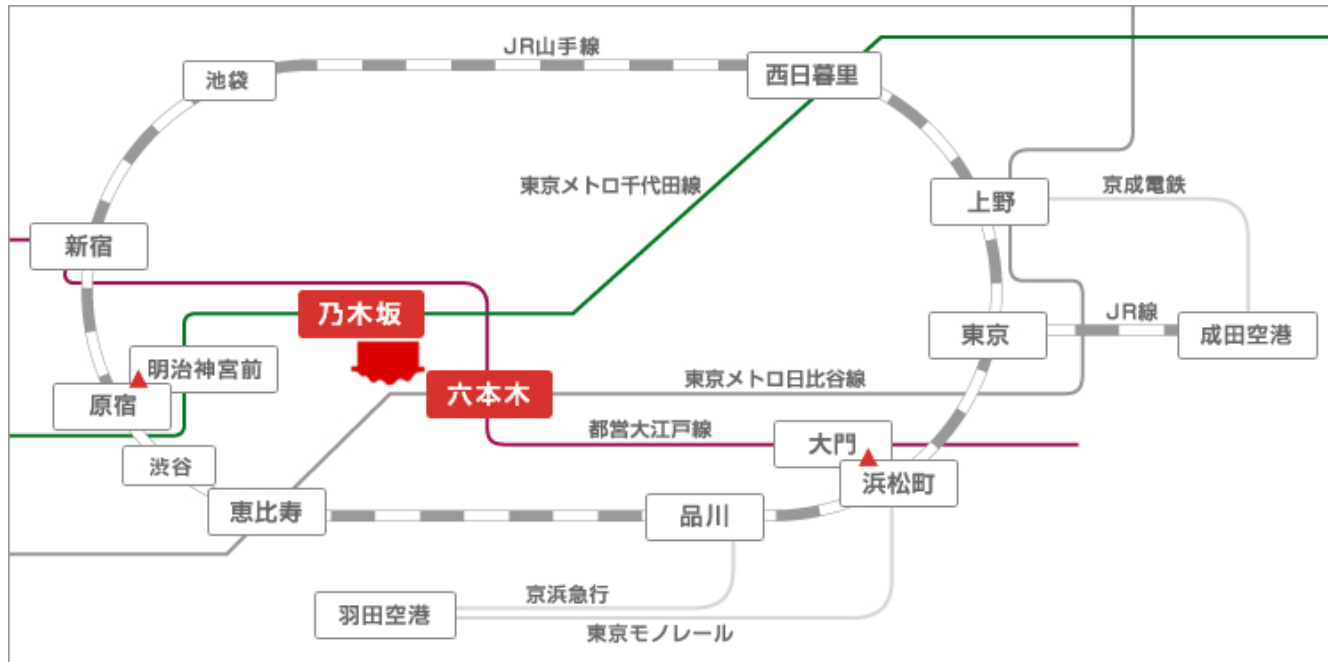 JR山手線
池袋
西日暮里
東京メトロ千代田線
京成電鉄
上野
新宿
乃木坂
JR線
東京
成田空港
明治神宮前
東京メトロ日比谷線
六本木
原宿
都営大江戸線
大門
渋谷
浜松町
恵比寿
品川
京浜急行
羽田空港
東京モノレール